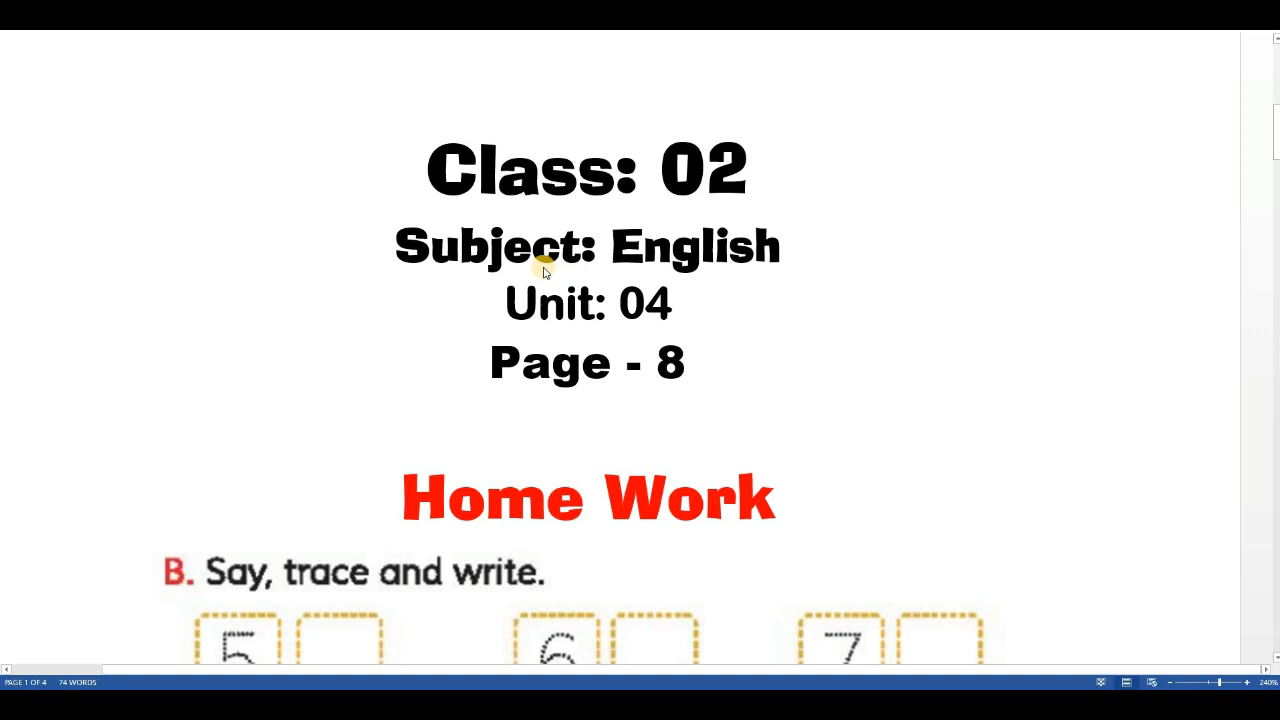 Class: 02
Subject: English
Unit: 04
Page - 8
Home Work
B. Say, trace and write.
5 6 7
PAGE 1 OF 4 74 WORDS 240%